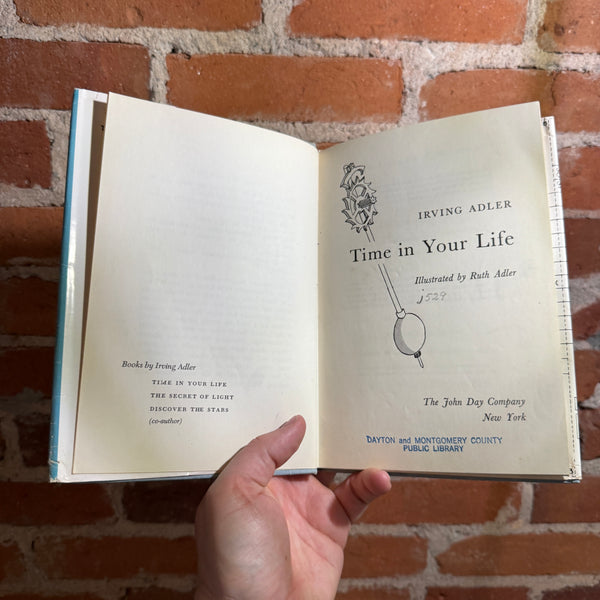 Books by Irving Adler
TIME IN YOUR LIFE
THE SECRET OF LIGHT
DISCOVER THE STARS
(co-author)
IRVING ADLER
Time in Your Life
Illustrated by Ruth Adler
j529
The John Day Company
New York
DAYTON and MONTGOMERY COUNTY
PUBLIC LIBRARY